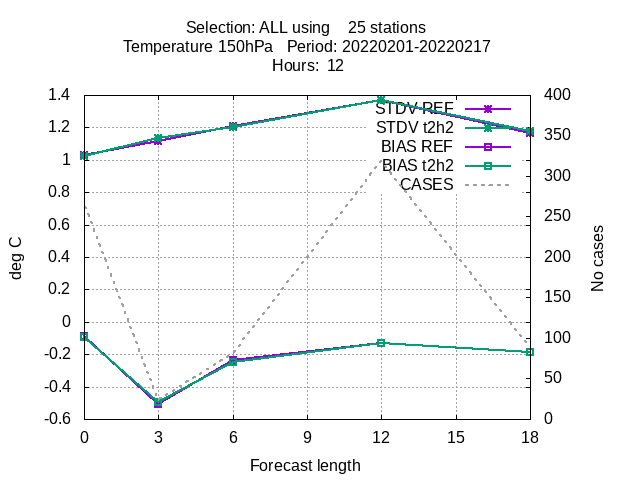 Selection: ALL using    25 stations
Temperature 150hPa   Period: 20220201-20220217
Hours:  12
1.4
1.2
1
0.8
0.6
0.4
0.2
0
-0.2
-0.4
-0.6
deg C
400
350
300
250
200
150
100
50
0
No cases
STDV REF
STDV t2h2
BIAS REF
BIAS t2h2
CASES
0 3 6 9 12 15 18
Forecast length